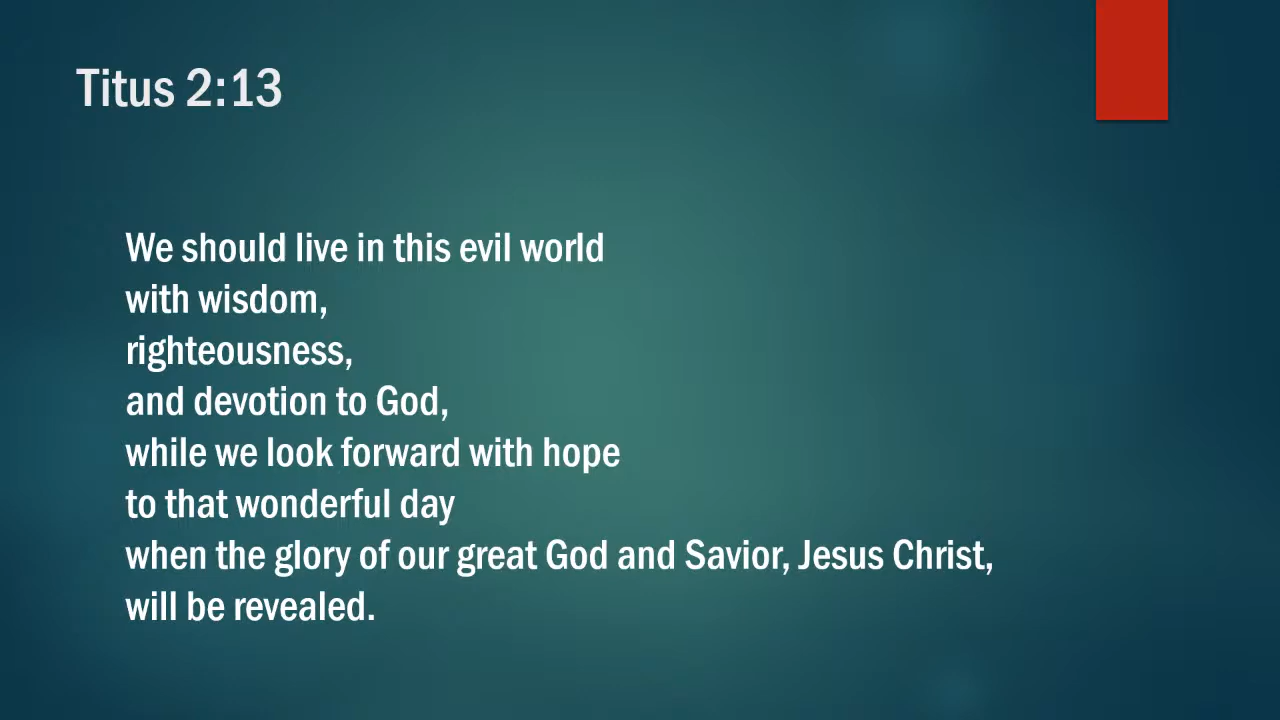 Titus 2:13
We should live in this evil world
with wisdom,
righteousness,
and devotion to God,
while we look forward with hope
to that wonderful day
when the glory of our great God and Savior, Jesus Christ,
will be revealed.